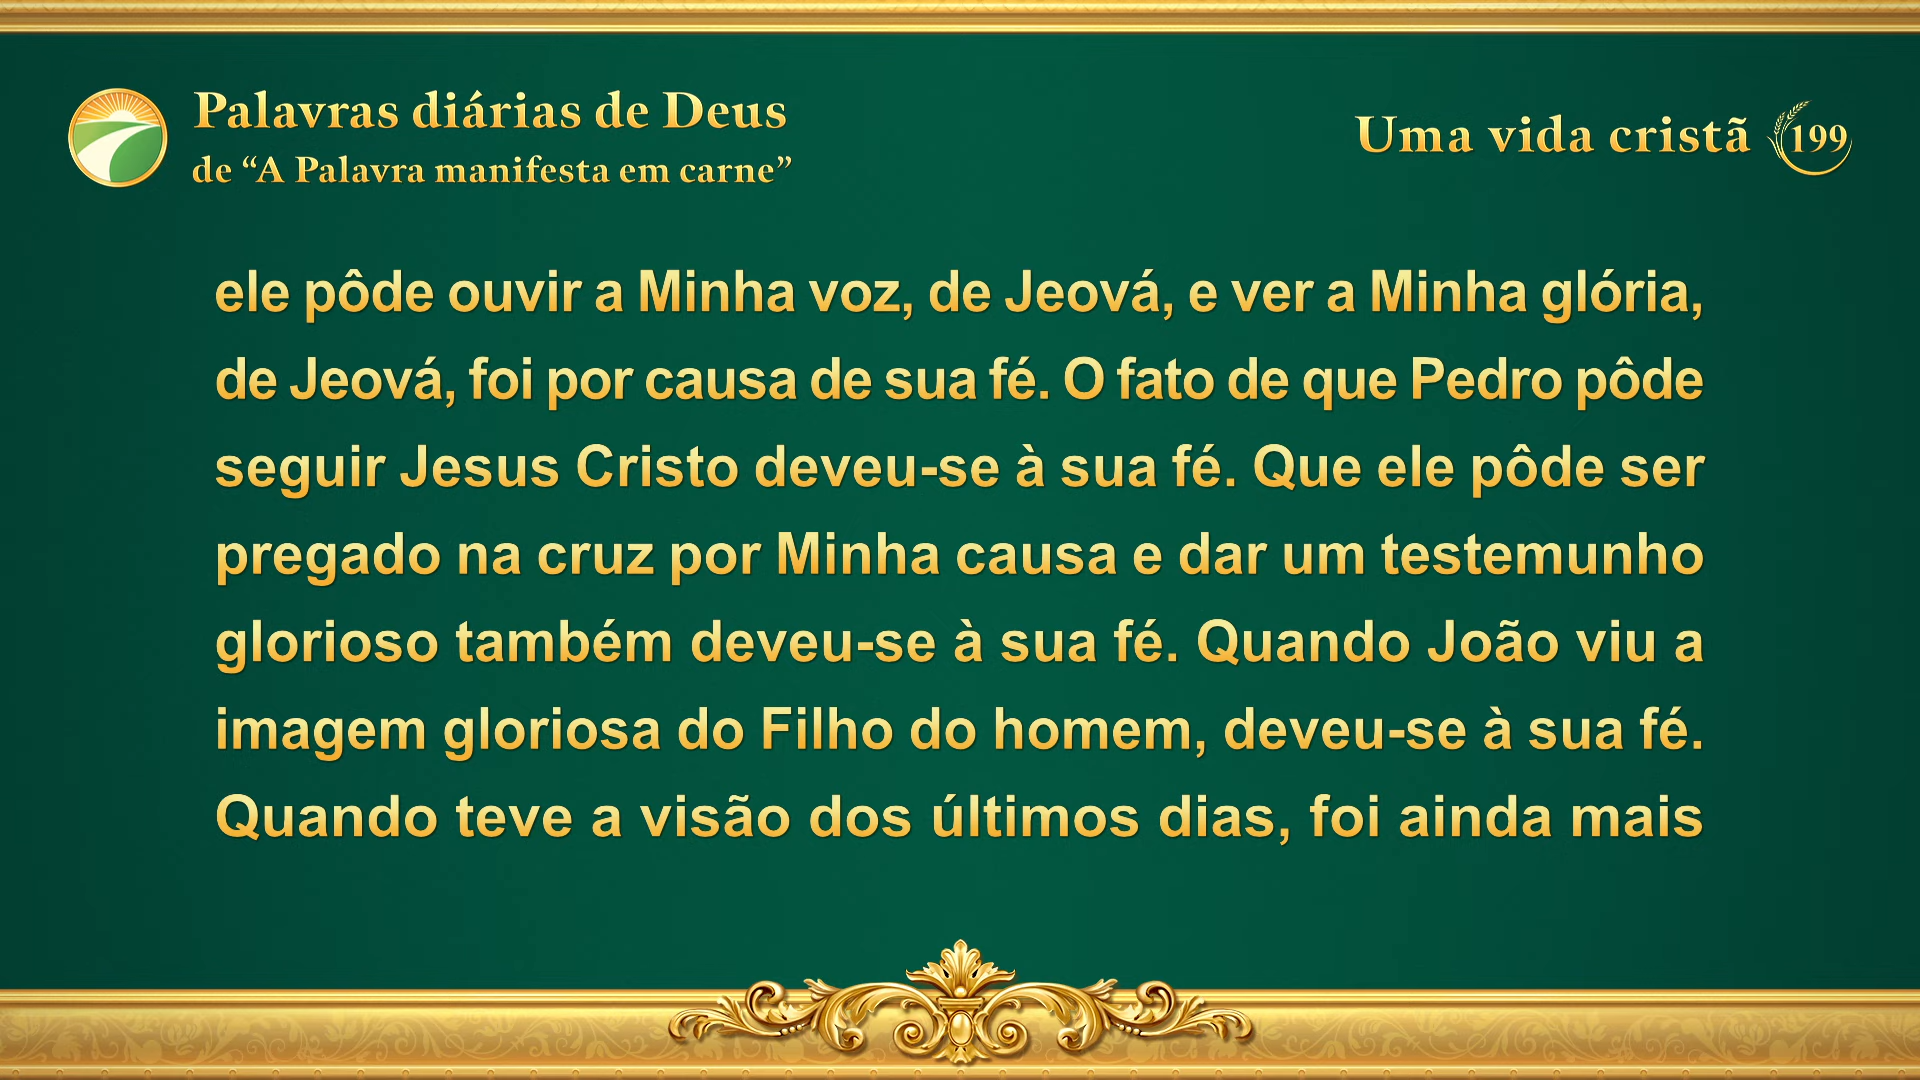 Palavras diárias de Deus
de “A Palavra manifesta em carne”
Uma vida cristã 199
ele pôde ouvir a Minha voz, de Jeová, e ver a Minha glória,
de Jeová, foi por causa de sua fé. O fato de que Pedro pôde
seguir Jesus Cristo deveu-se à sua fé. Que ele pôde ser
pregado na cruz por Minha causa e dar um testemunho
glorioso também deveu-se à sua fé. Quando João viu a
imagem gloriosa do Filho do homem, deveu-se à sua fé.
Quando teve a visão dos últimos dias, foi ainda mais